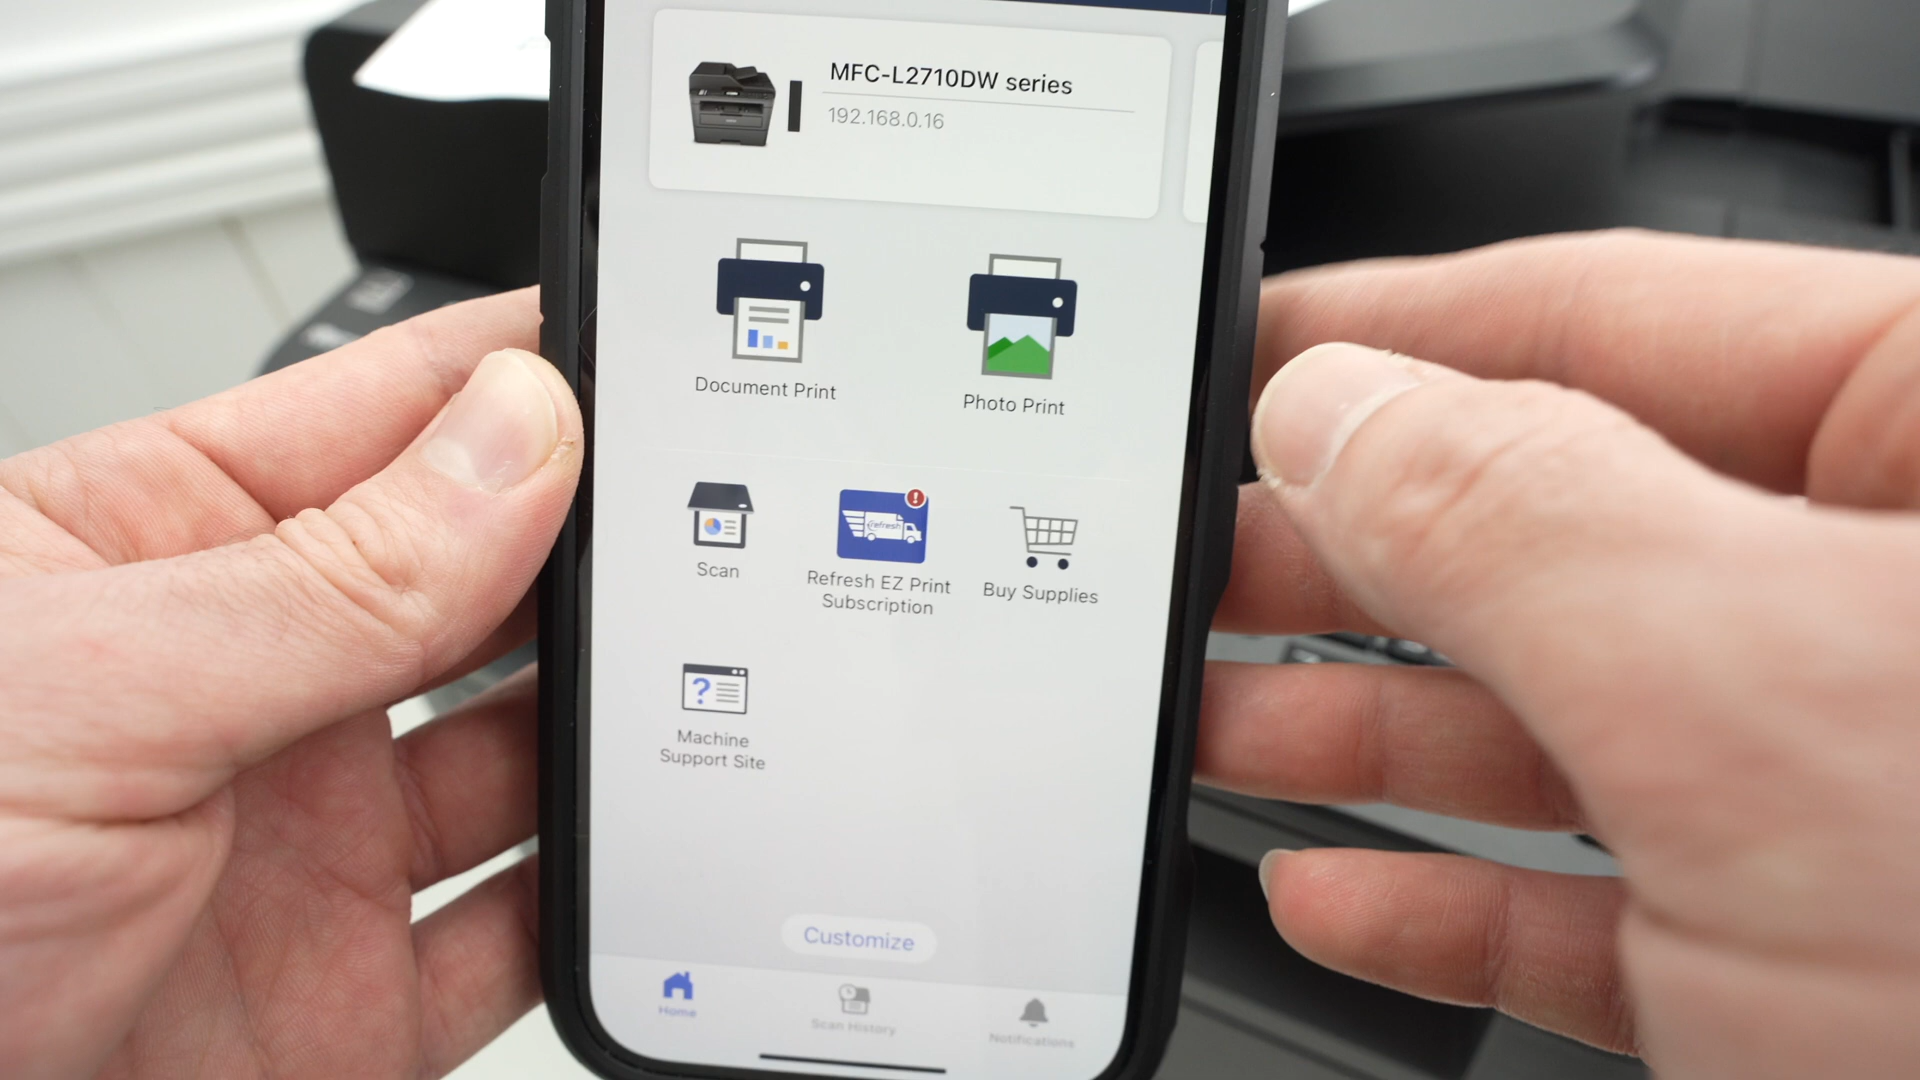 MFC-L2710DW series
192.168.0.16
Document Print
Photo Print
Scan
refresh
Refresh EZ Print
Subscription
Buy Supplies
Machine
Support Site
Customize
Home
Scan History
Notifications